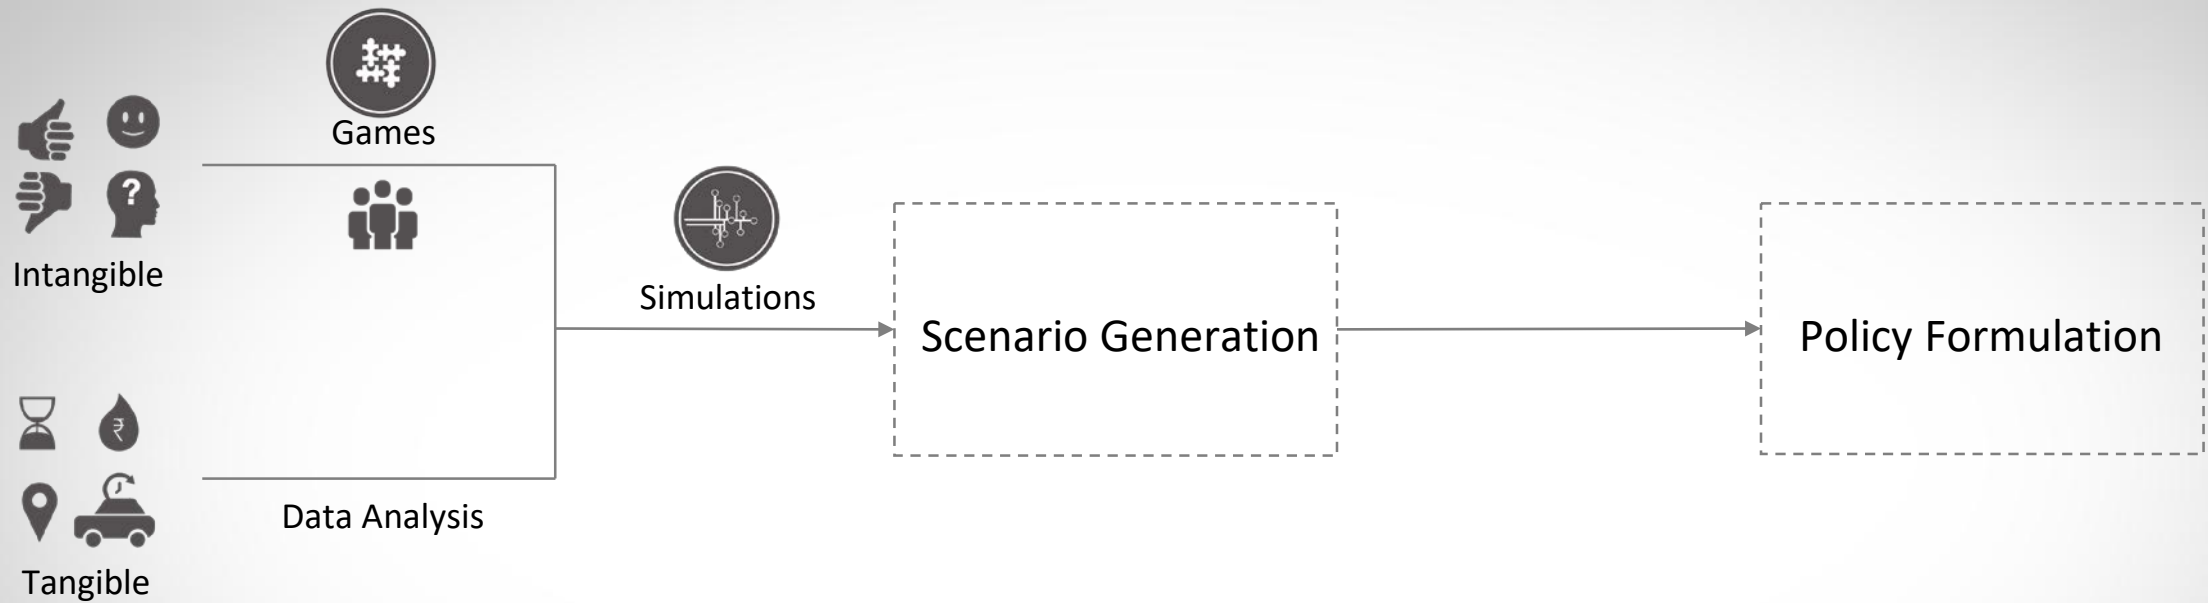 Games
?
Intangible
Simulations
Scenario Generation
Policy Formulation
₹
Data Analysis
Tangible